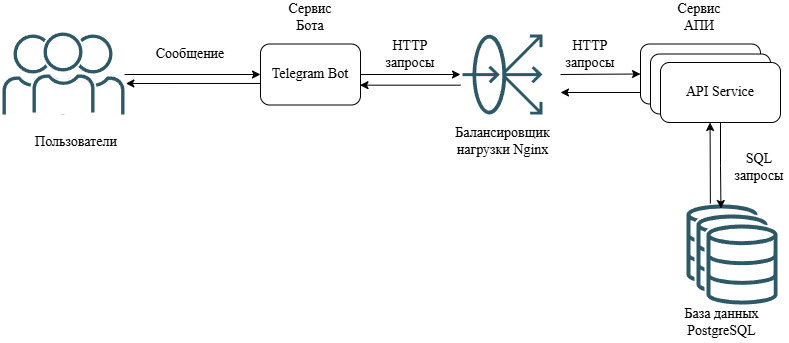 Сервис
Бота
Сервис
АПИ
Сообщение
HTTP
запросы
HTTP
запросы
Telegram Bot
API Service
Пользователи
Балансировщик
нагрузки Nginx
SQL
запросы
База данных
PostgreSQL